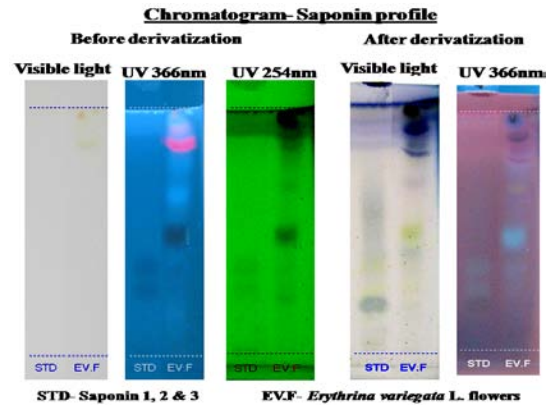 Chromatogram- Saponin profile
Before derivatization After derivatization
Visible light UV 366nm UV 254nm Visible light UV 366nm
STD EV.F STD EV.F STD EV.F STD EV.F STD EV.F
STD- Saponin 1, 2 & 3 EV.F- Erythrina variegata L. flowers